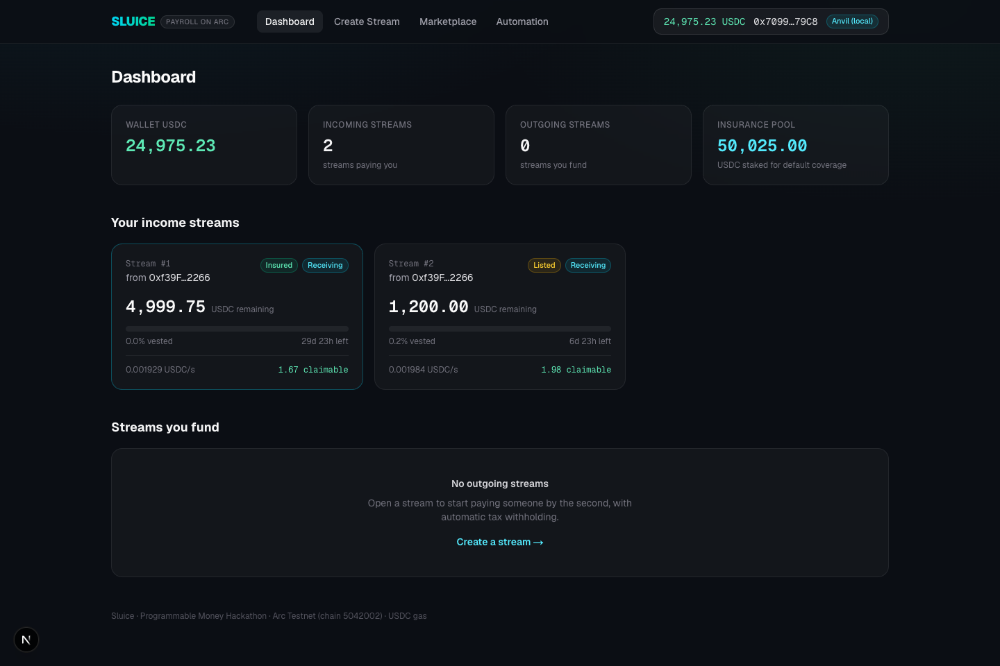 SLUICE PAYROLL ON ARC Dashboard Create Stream Marketplace Automation 24,975.23 USDC 0x7099…79C8 Anvil (local)
Dashboard
WALLET USDC
24,975.23
INCOMING STREAMS
2
streams paying you
OUTGOING STREAMS
0
streams you fund
INSURANCE POOL
50,025.00
USDC staked for default coverage
Your income streams
Stream #1 Insured Receiving
from 0xf39F…2266
4,999.75 USDC remaining
0.0% vested 29d 23h left
0.001929 USDC/s 1.67 claimable
Stream #2 Listed Receiving
from 0xf39F…2266
1,200.00 USDC remaining
0.2% vested 6d 23h left
0.001984 USDC/s 1.98 claimable
Streams you fund
No outgoing streams
Open a stream to start paying someone by the second, with
automatic tax withholding.
Create a stream →
Sluice · Programmable Money Hackathon · Arc Testnet (chain 5042002) · USDC gas
N